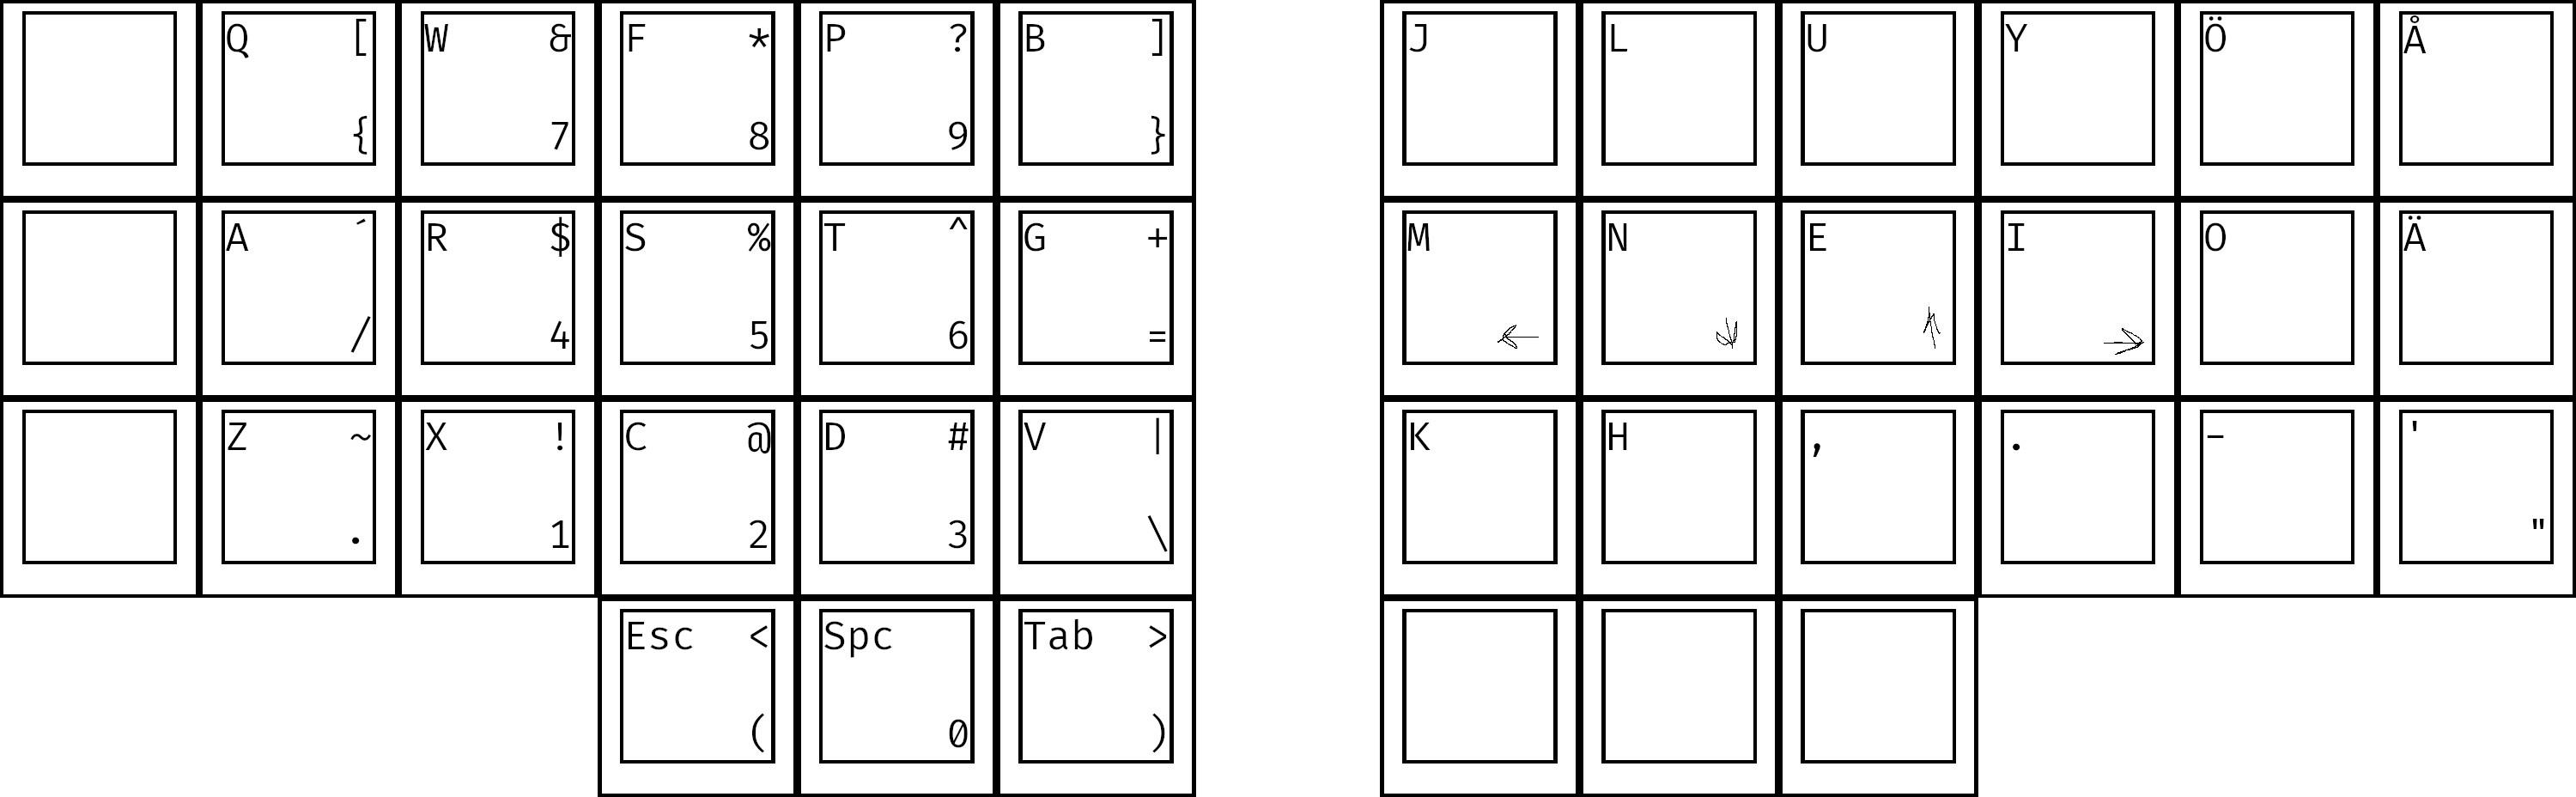 Q [ W & F * P ? B ] J L U Y Ö Å
{ 7 8 9 }
A ´ R $ S % T ^ G + M N E I O Ä
/ 4 5 6 = ← ↓ ↑ →
Z ~ X ! C @ D # V | K H , . - '
. 1 2 3 \ "
Esc < Spc Tab >
( 0 )